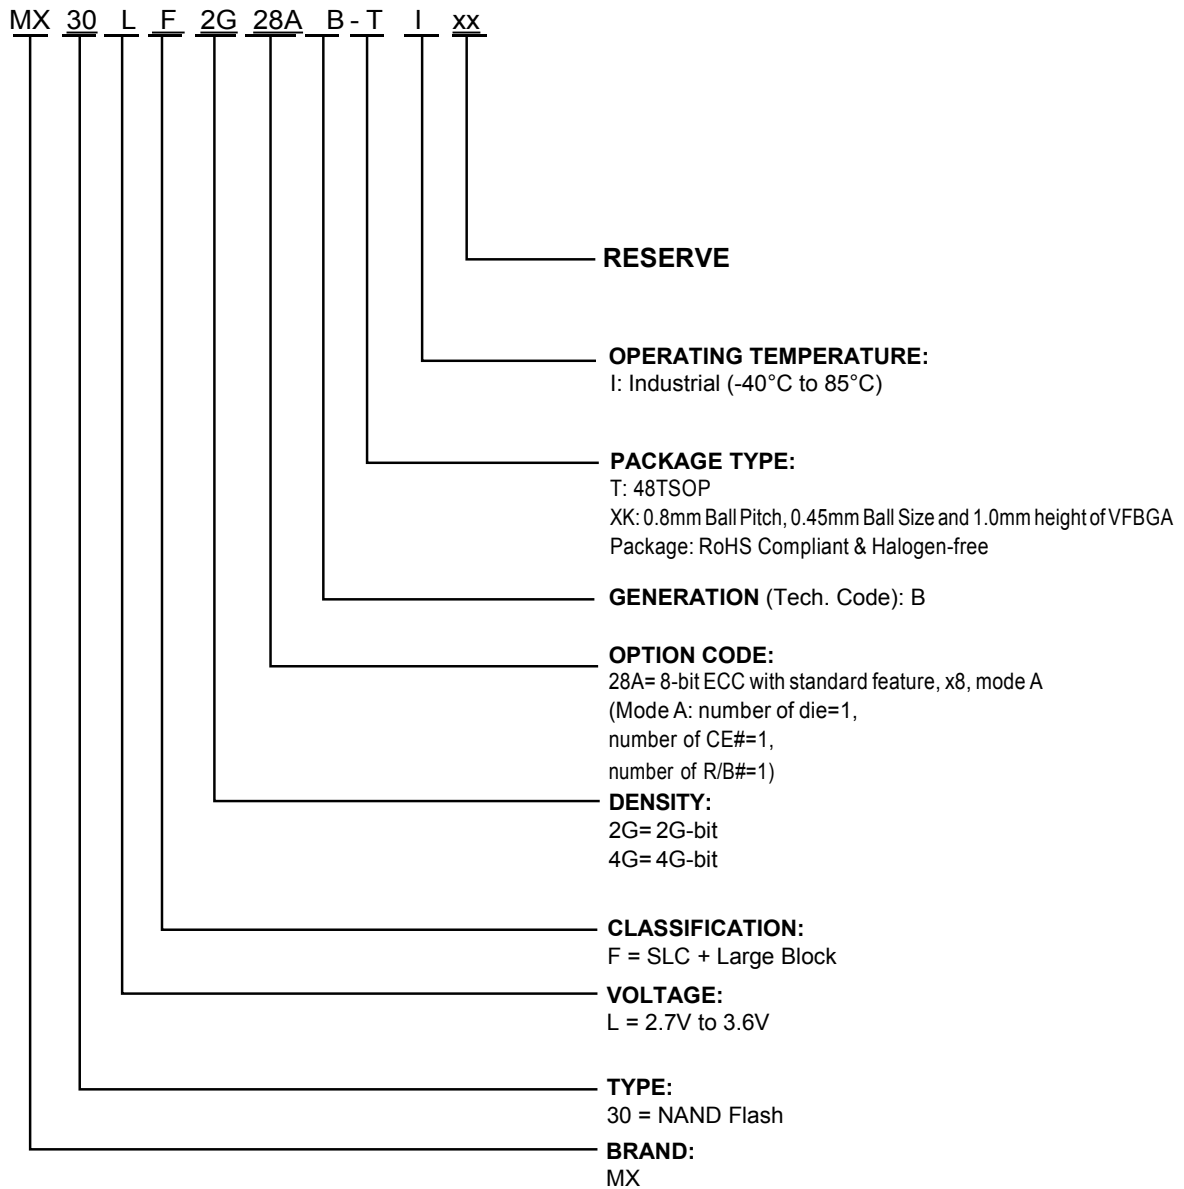 MX 30 L F 2G 28A B - T I xx
RESERVE
OPERATING TEMPERATURE:
I: Industrial (-40°C to 85°C)
PACKAGE TYPE:
T: 48TSOP
XK: 0.8mm Ball Pitch, 0.45mm Ball Size and 1.0mm height of VFBGA
Package: RoHS Compliant & Halogen-free
GENERATION (Tech. Code): B
OPTION CODE:
28A= 8-bit ECC with standard feature, x8, mode A
(Mode A: number of die=1,
number of CE#=1,
number of R/B#=1)
DENSITY:
2G= 2G-bit
4G= 4G-bit
CLASSIFICATION:
F = SLC + Large Block
VOLTAGE:
L = 2.7V to 3.6V
TYPE:
30 = NAND Flash
BRAND:
MX